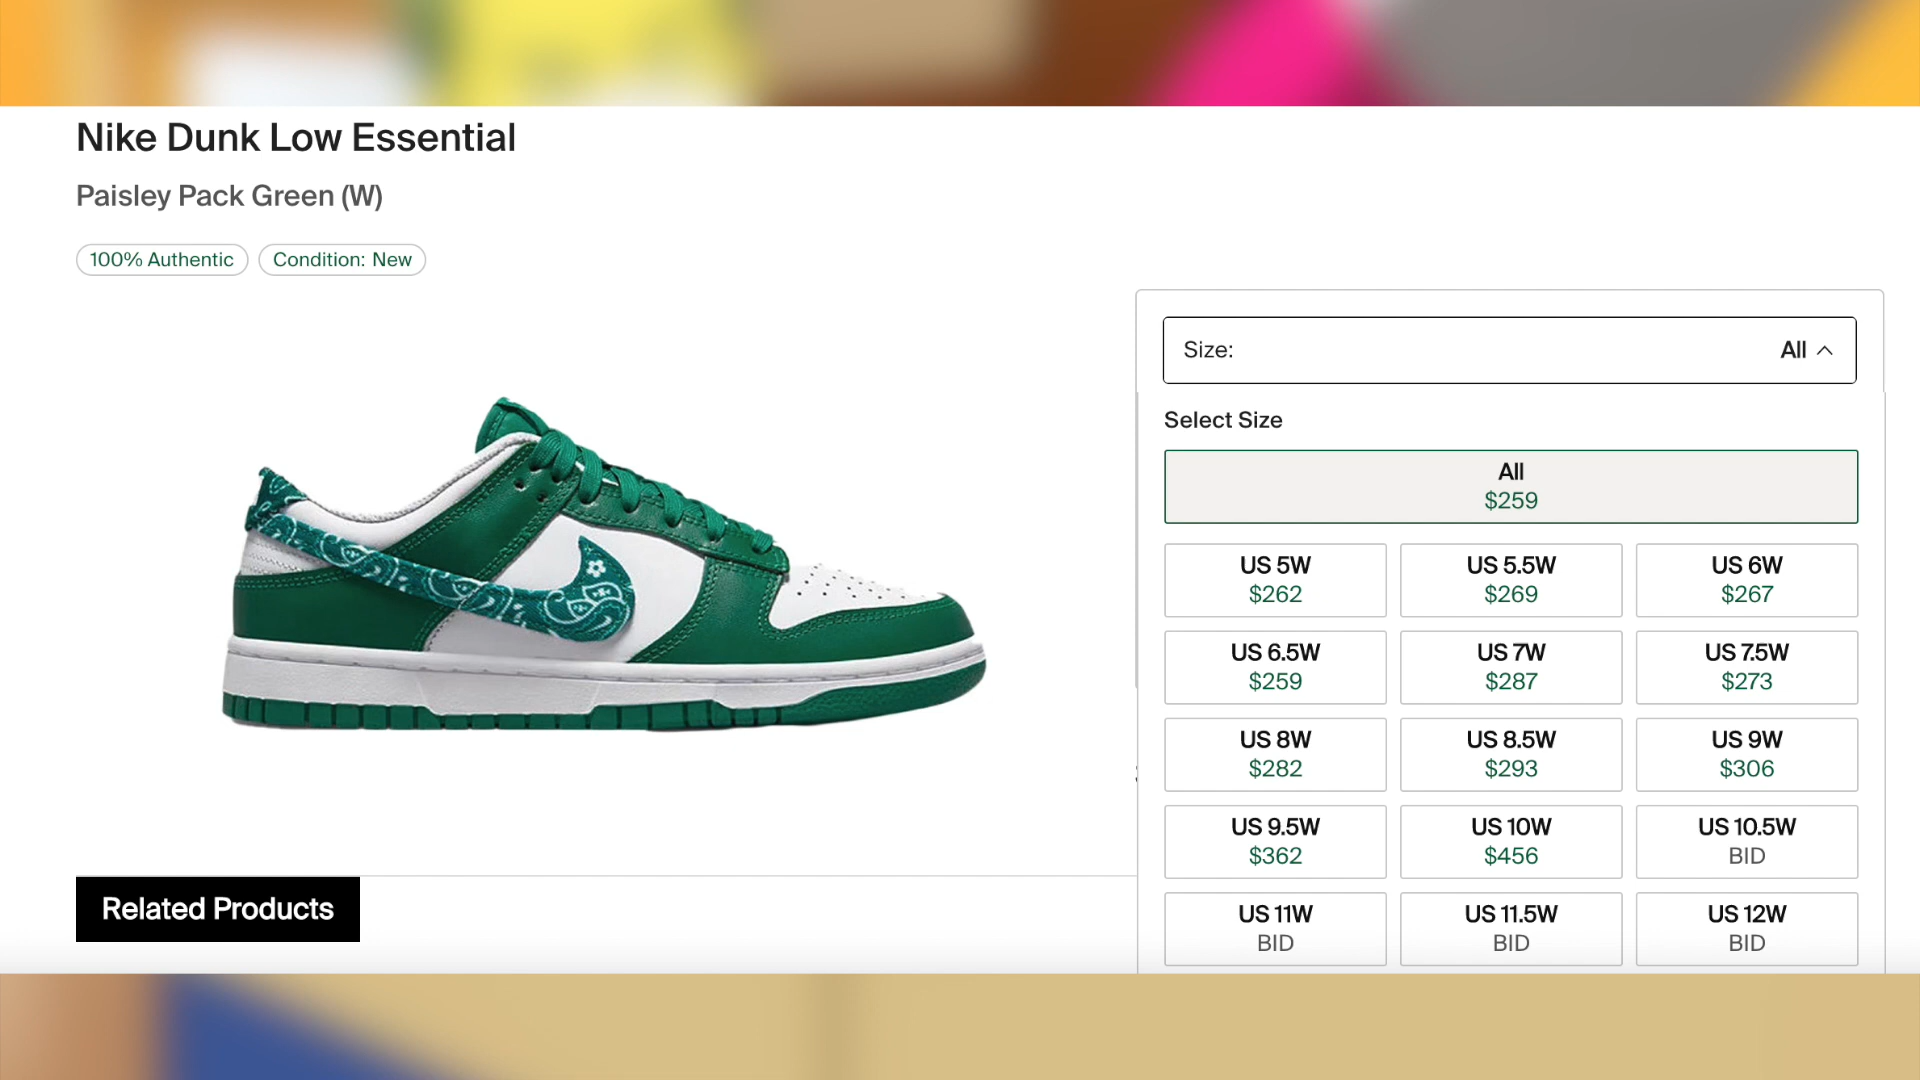 Nike Dunk Low Essential
Paisley Pack Green (W)
100% Authentic
Condition: New
Size:
All
Select Size
All
$259
US 5W
$262
US 5.5W
$269
US 6W
$267
US 6.5W
$259
US 7W
$287
US 7.5W
$273
US 8W
$282
US 8.5W
$293
US 9W
$306
US 9.5W
$362
US 10W
$456
US 10.5W
BID
US 11W
BID
US 11.5W
BID
US 12W
BID
Related Products